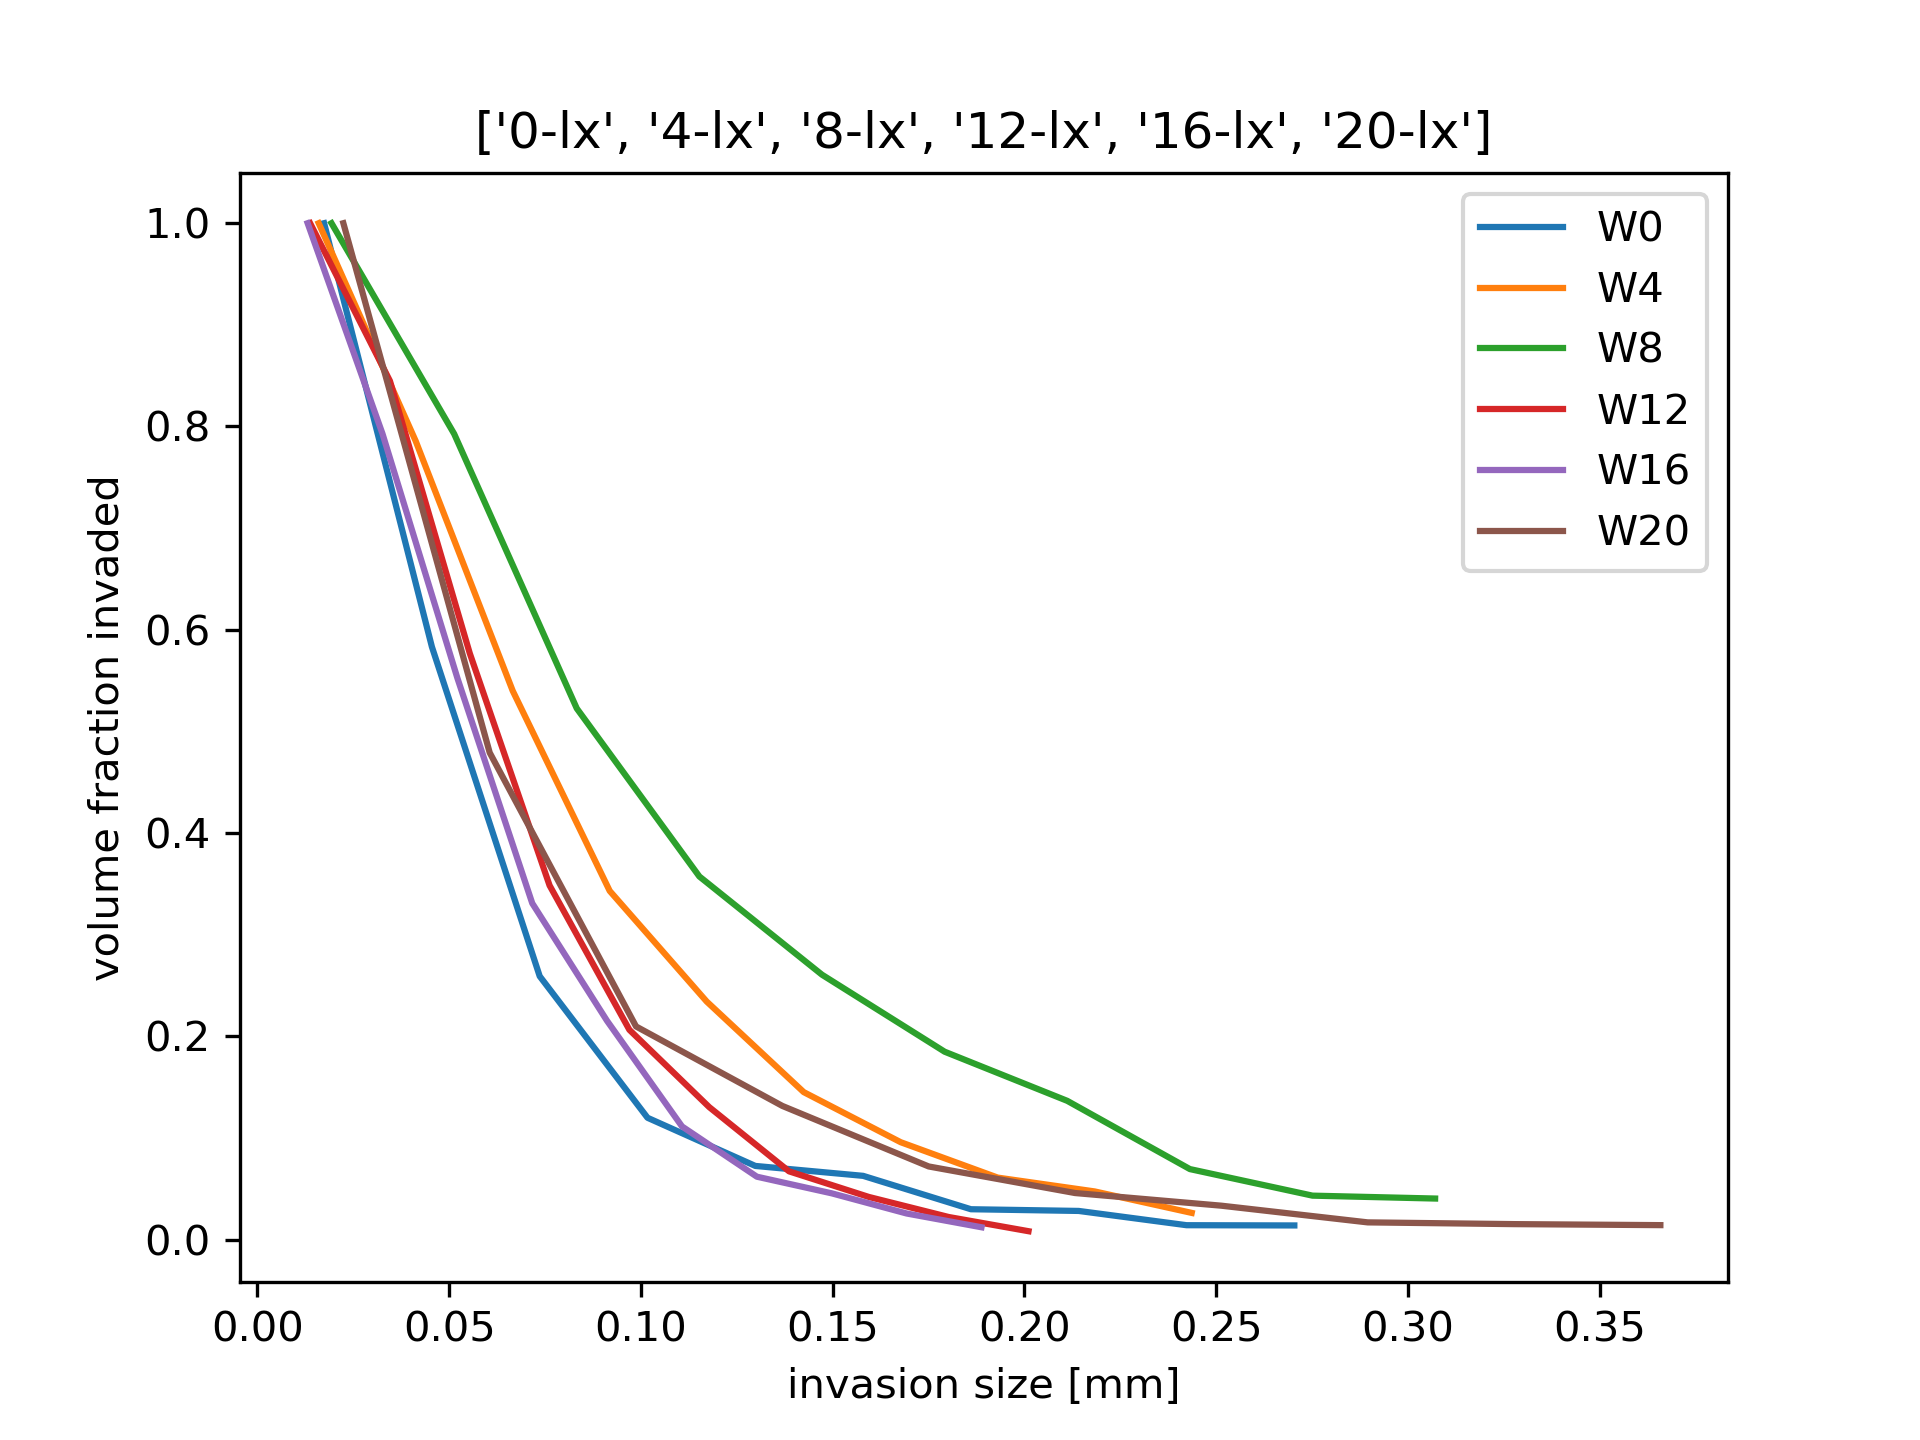 ['0-lx', '4-lx', '8-lx', '12-lx', '16-lx', '20-lx']
volume fraction invaded
1.0
0.8
0.6
0.4
0.2
0.0
W0
W4
W8
W12
W16
W20
0.00 0.05 0.10 0.15 0.20 0.25 0.30 0.35
invasion size [mm]